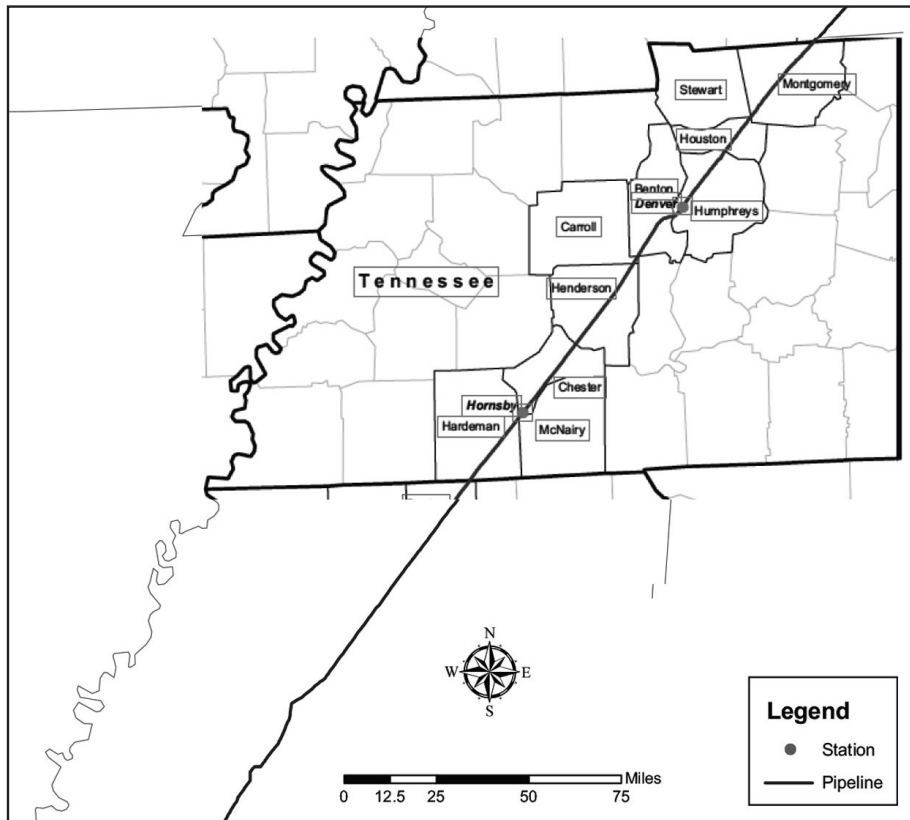 Stewart
Montgomery
Houston
Benton
Denver
Humphreys
Carroll
Tennessee
Henderson
Chester
Hornsby
Hardeman
McNairy
N
W E
S
Legend
Station
Pipeline
Miles
0 12.5 25 50 75